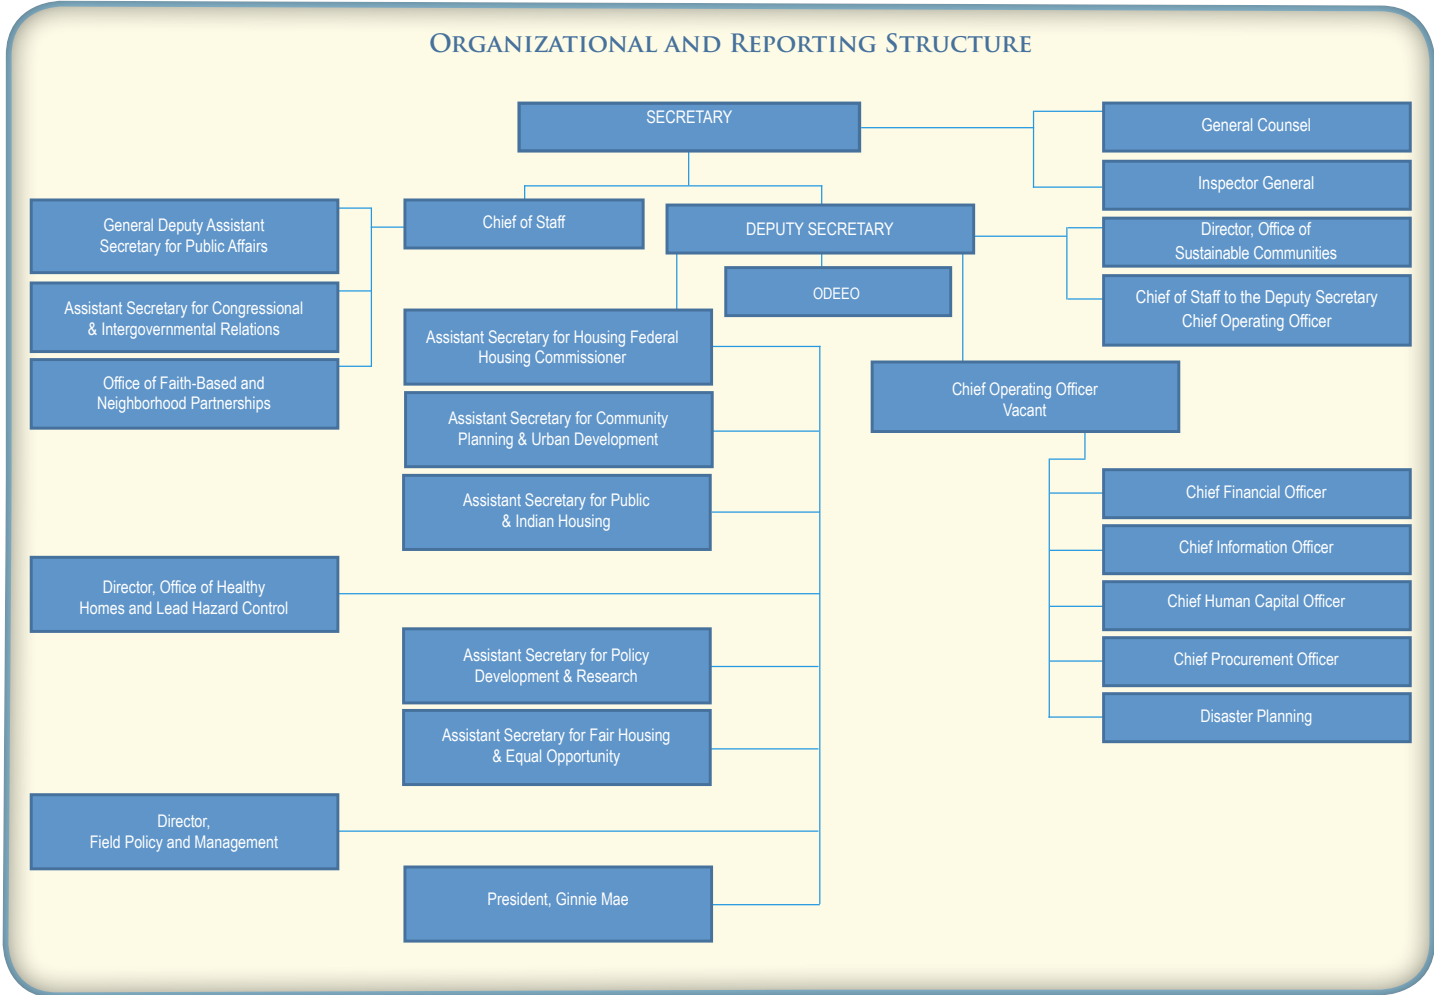 Organizational and Reporting Structure
SECRETARY
General Counsel
Inspector General
Chief of Staff
DEPUTY SECRETARY
General Deputy Assistant
Secretary for Public Affairs
Director, Office of
Sustainable Communities
ODEEO
Assistant Secretary for Congressional
& Intergovernmental Relations
Chief of Staff to the Deputy Secretary
Chief Operating Officer
Assistant Secretary for Housing Federal
Housing Commissioner
Office of Faith-Based and
Neighborhood Partnerships
Chief Operating Officer
Vacant
Assistant Secretary for Community
Planning & Urban Development
Assistant Secretary for Public
& Indian Housing
Chief Financial Officer
Chief Information Officer
Director, Office of Healthy
Homes and Lead Hazard Control
Chief Human Capital Officer
Assistant Secretary for Policy
Development & Research
Chief Procurement Officer
Disaster Planning
Assistant Secretary for Fair Housing
& Equal Opportunity
Director,
Field Policy and Management
President, Ginnie Mae